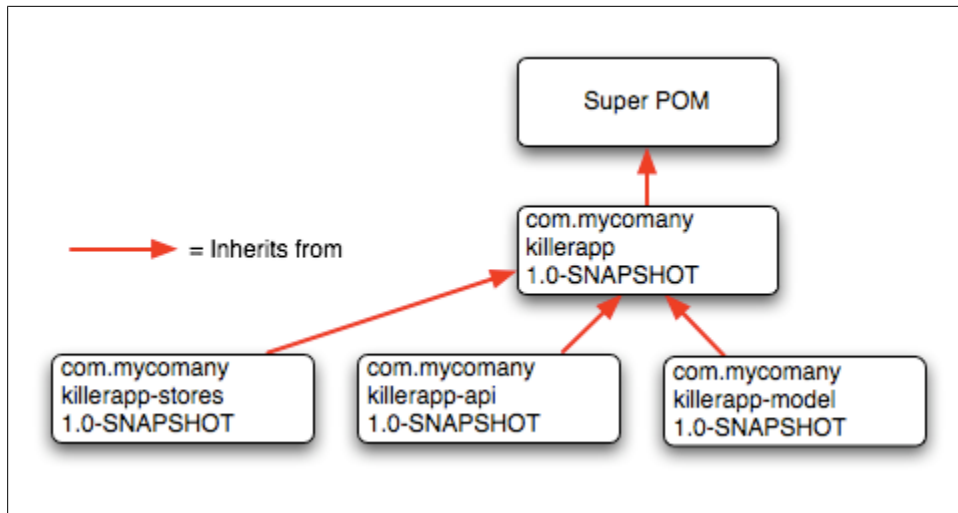 Super POM
com.mycomany
killerapp
1.0-SNAPSHOT
= Inherits from
com.mycomany
killerapp-stores
1.0-SNAPSHOT
com.mycomany
killerapp-api
1.0-SNAPSHOT
com.mycomany
killerapp-model
1.0-SNAPSHOT